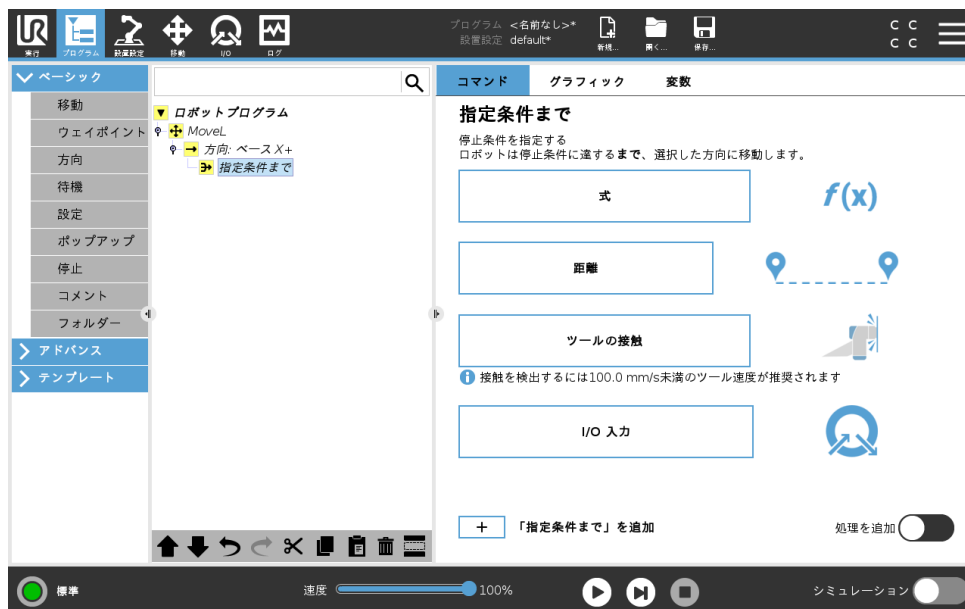 UR
実行
プログラム
設置設定
移動
I/O
ログ
プログラム <名前なし>*
設置設定 default*
新規...
開く...
保存...
C C
C C
ベーシック
移動
ウェイポイント
方向
待機
設定
ポップアップ
停止
コメント
フォルダー
アドバンス
テンプレート
ロボットプログラム
MoveL
方向: ベース X+
指定条件まで
コマンド グラフィック 変数
指定条件まで
停止条件を指定する
ロボットは停止条件に達するまで、選択した方向に移動します。
式
f(x)
距離
ツールの接触
接触を検出するには100.0 mm/s未満のツール速度が推奨されます
I/O 入力
+ 「指定条件まで」を追加
処理を追加
標準
速度 100%
シミュレーション